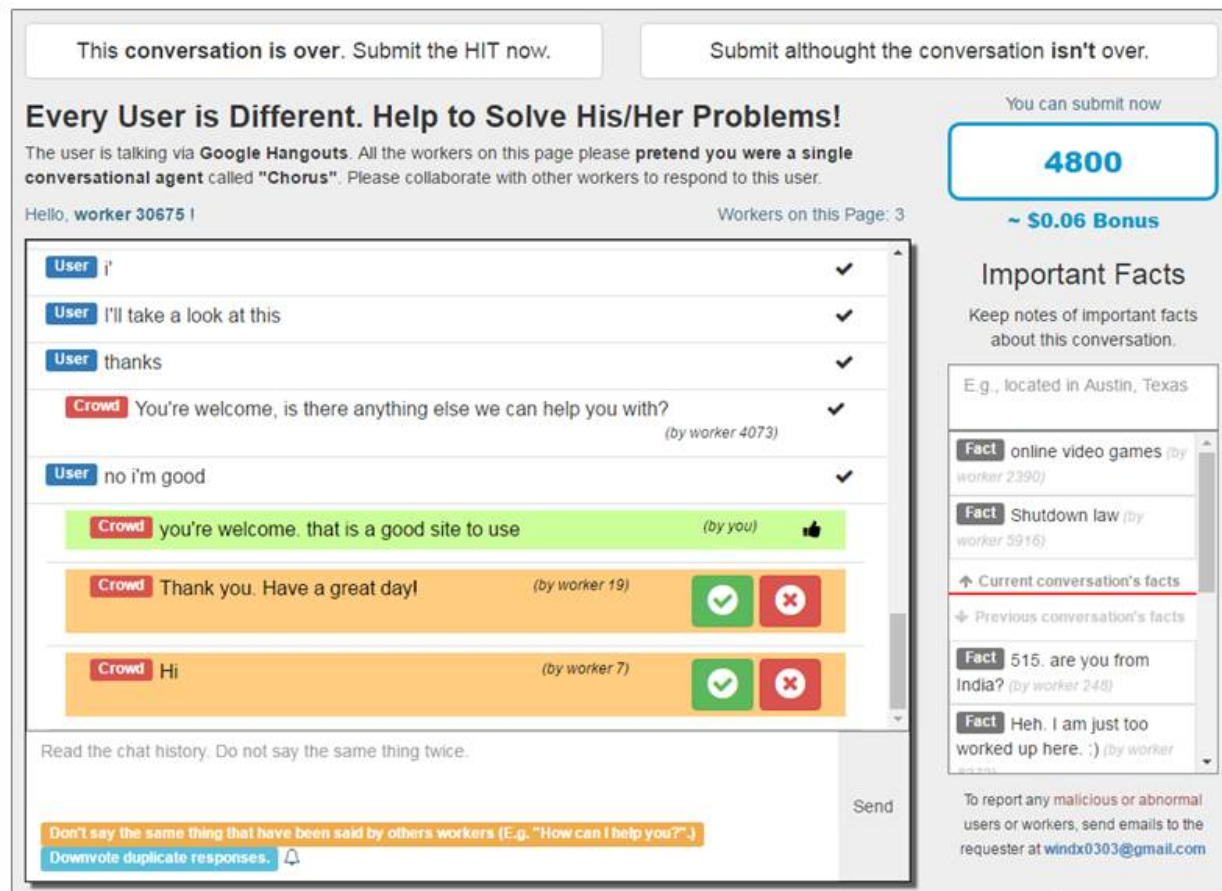 This conversation is over. Submit the HIT now.
Submit althought the conversation isn't over.
Every User is Different. Help to Solve His/Her Problems!
The user is talking via Google Hangouts. All the workers on this page please pretend you were a single
conversational agent called "Chorus". Please collaborate with other workers to respond to this user.
Hello, worker 30675 !
Workers on this Page: 3
User i'
User I'll take a look at this
User thanks
Crowd You're welcome, is there anything else we can help you with?
(by worker 4073)
User no i'm good
Crowd you're welcome. that is a good site to use (by you)
Crowd Thank you. Have a great day! (by worker 19)
Crowd Hi (by worker 7)
Read the chat history. Do not say the same thing twice.
Send
Don't say the same thing that have been said by others workers (E.g. "How can I help you?".)
Downvote duplicate responses.
You can submit now
4800
~ $0.06 Bonus
Important Facts
Keep notes of important facts
about this conversation.
E.g., located in Austin, Texas
Fact online video games (by
worker 2390)
Fact Shutdown law (by
worker 5916)
Current conversation's facts
Previous conversation's facts
Fact 515. are you from
India? (by worker 248)
Fact Heh. I am just too
worked up here. :) (by worker
To report any malicious or abnormal
users or workers, send emails to the
requester at windx0303@gmail.com